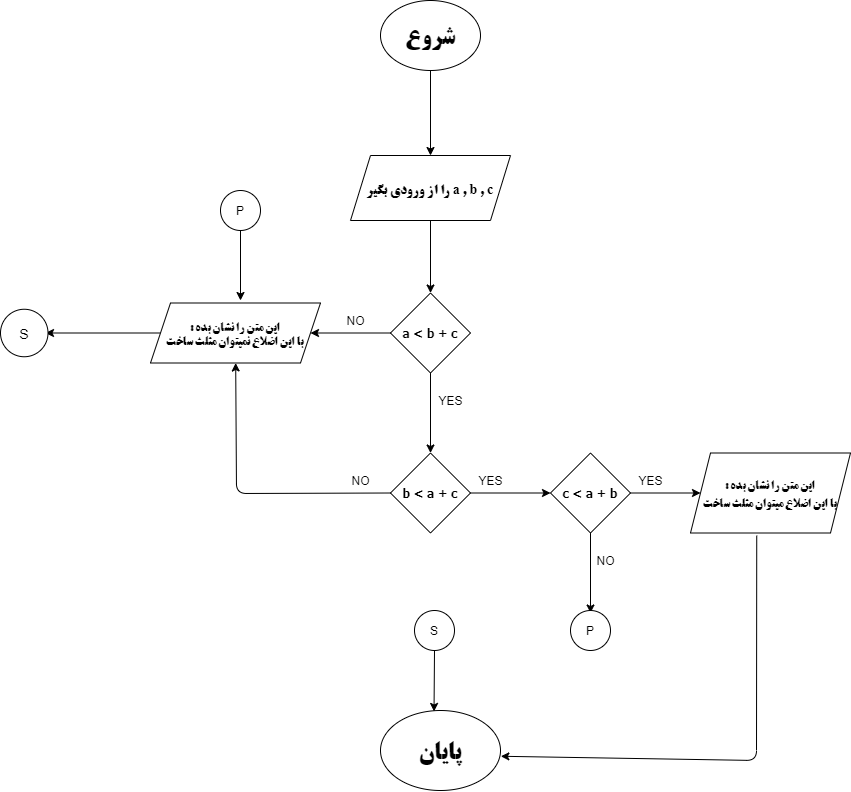 شروع
a , b , c را از ورودی بگیر
P
a < b + c
NO
این متن را نشان بده :
با این اضلاع نمیتوان مثلث ساخت
S
YES
b < a + c
NO
YES
c < a + b
YES
این متن را نشان بده :
با این اضلاع میتوان مثلث ساخت
NO
P
S
پایان